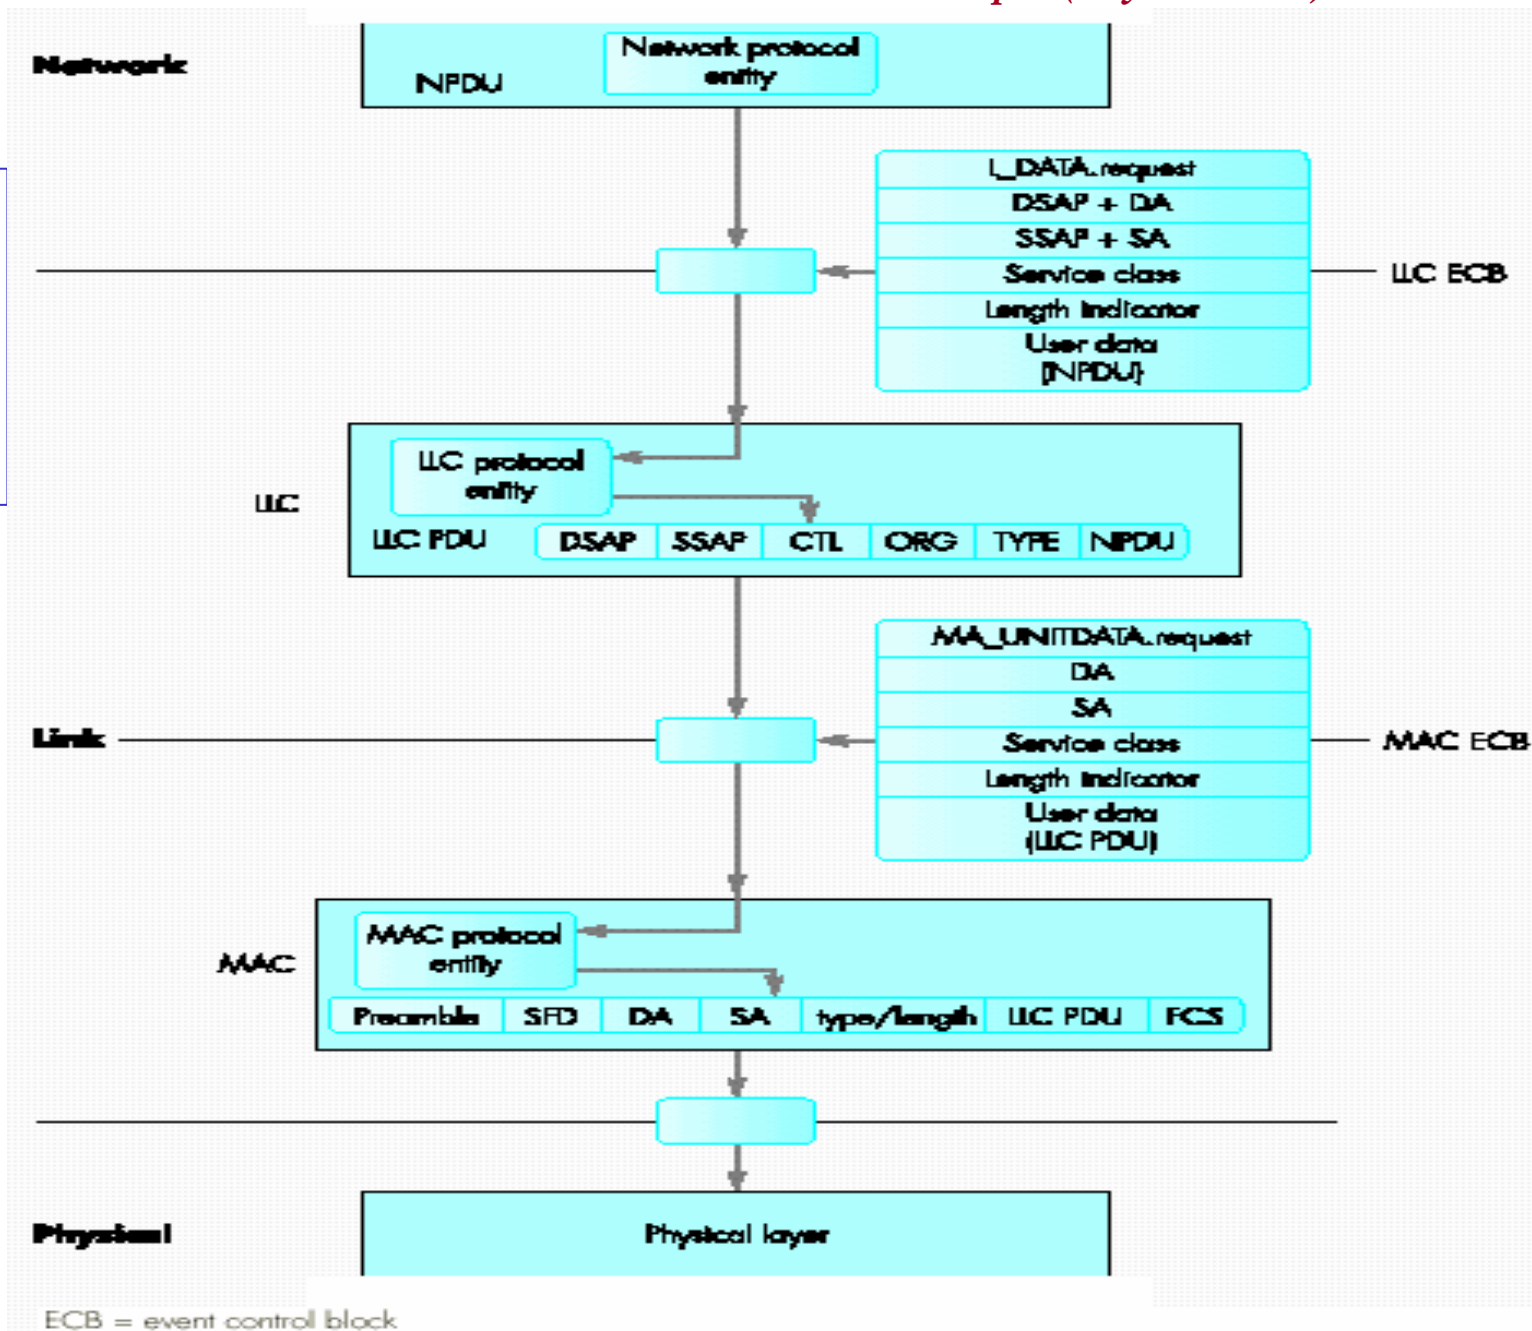 Network
NPDU
Network protocol
entity
L_DATA.request
DSAP + DA
SSAP + SA
Service class
Length indicator
User data
(NPDU)
LLC ECB
LLC
LLC protocol
entity
LLC PDU
DSAP
SSAP
CTL
ORG
TYPE
NPDU
MA_UNITDATA.request
DA
SA
Service class
Length indicator
User data
(LLC PDU)
Link
MAC ECB
MAC
MAC protocol
entity
Preamble
SFD
DA
SA
type/length
LLC PDU
FCS
Physical
Physical layer
ECB = event control block